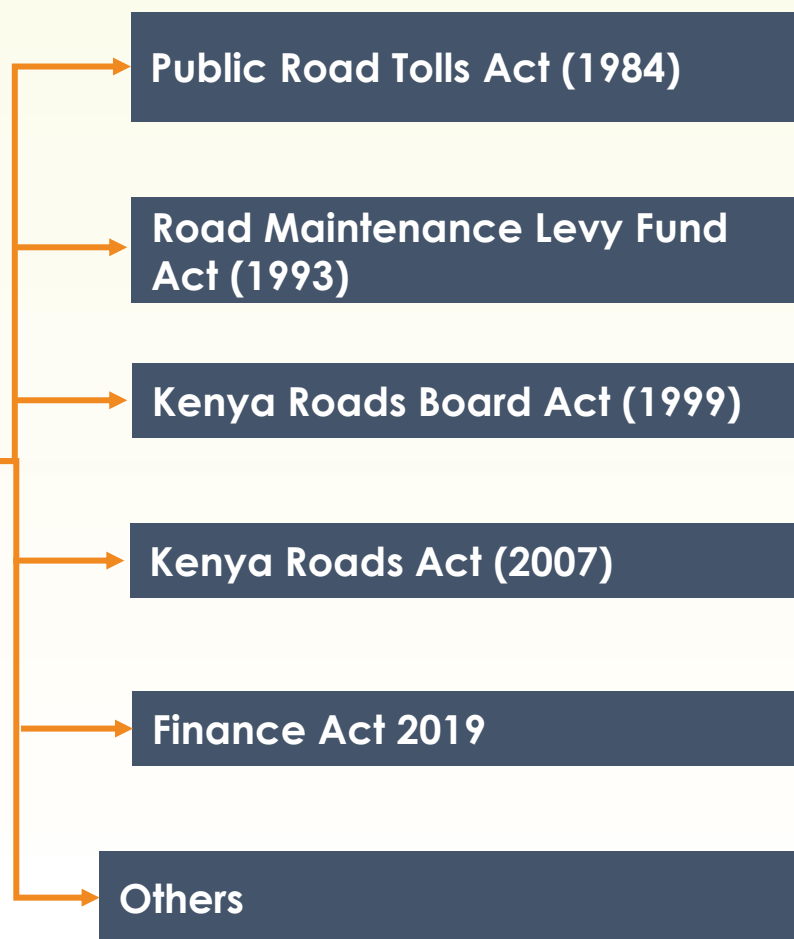 Public Road Tolls Act (1984)
Road Maintenance Levy Fund
Act (1993)
Kenya Roads Board Act (1999)
Kenya Roads Act (2007)
Finance Act 2019
Others